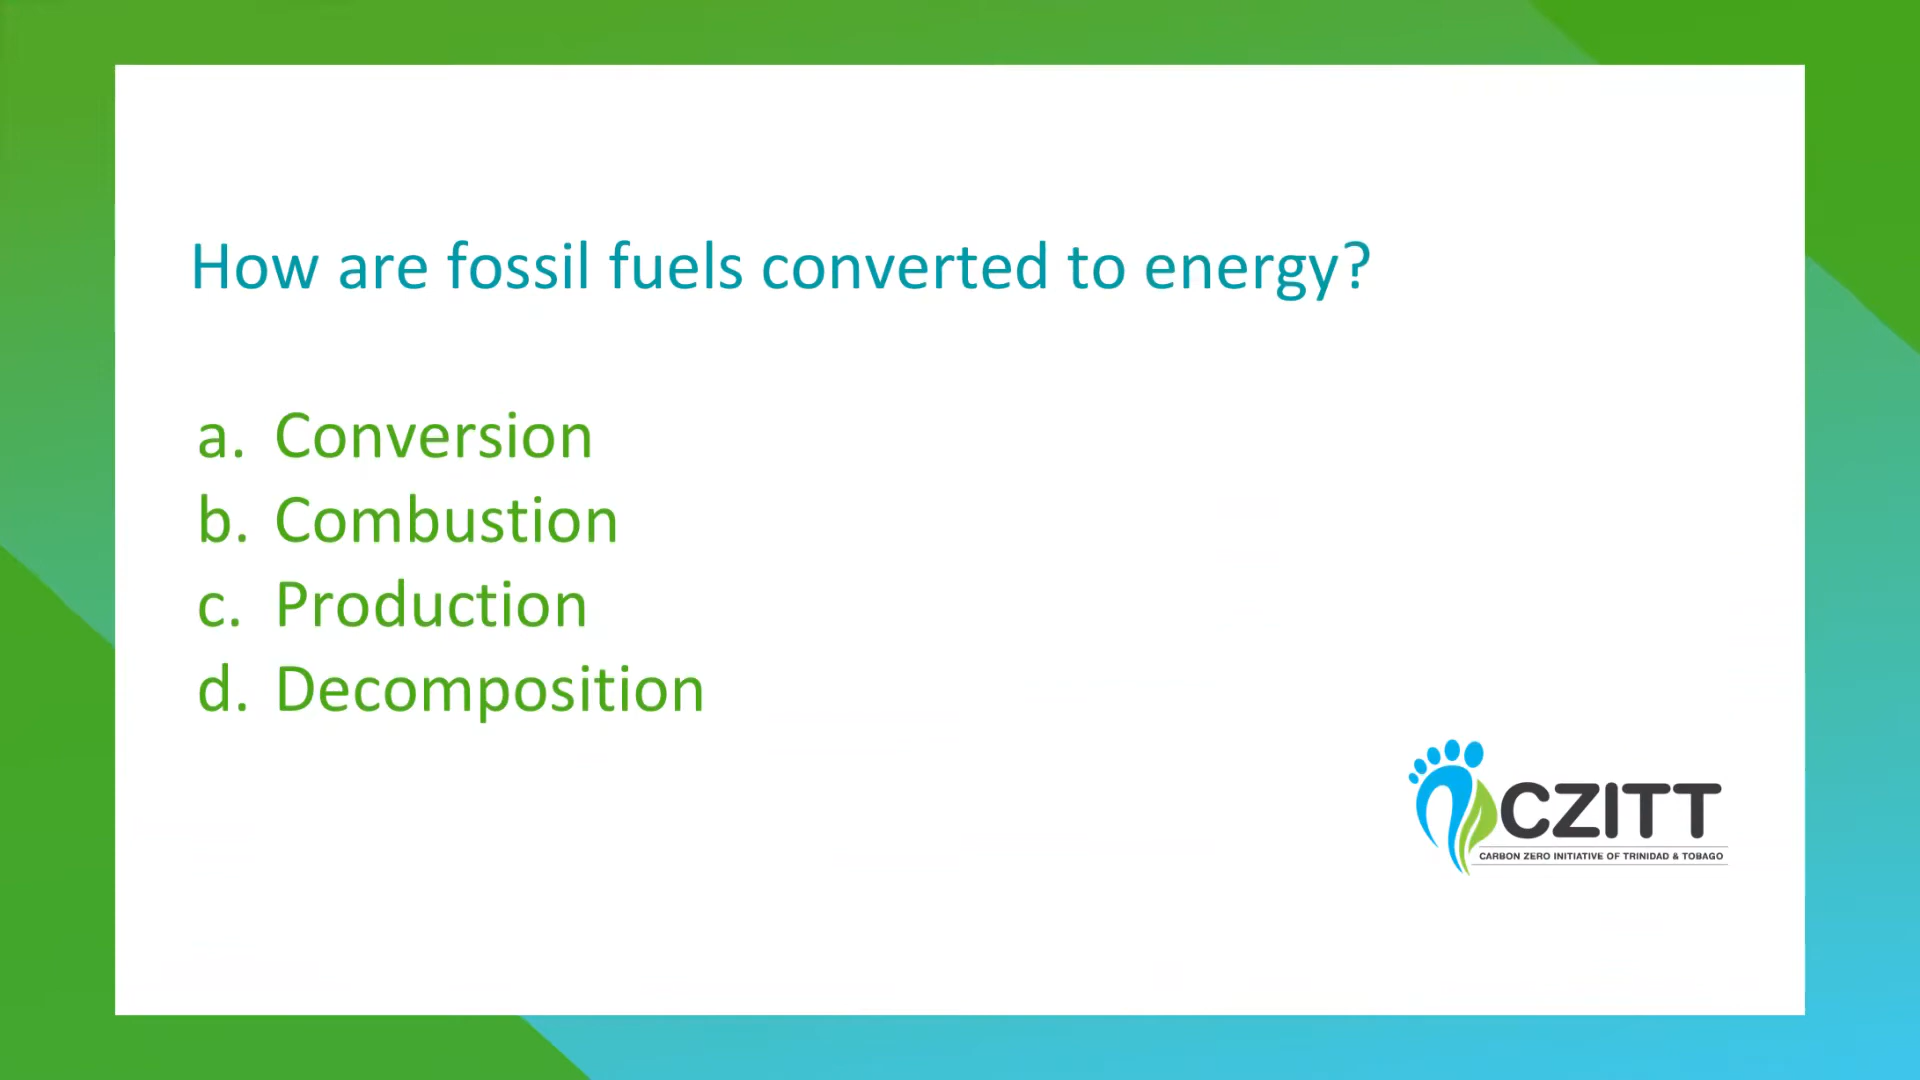 How are fossil fuels converted to energy?
a. Conversion
b. Combustion
c. Production
d. Decomposition
CZITT
CARBON ZERO INITIATIVE OF TRINIDAD & TOBAGO